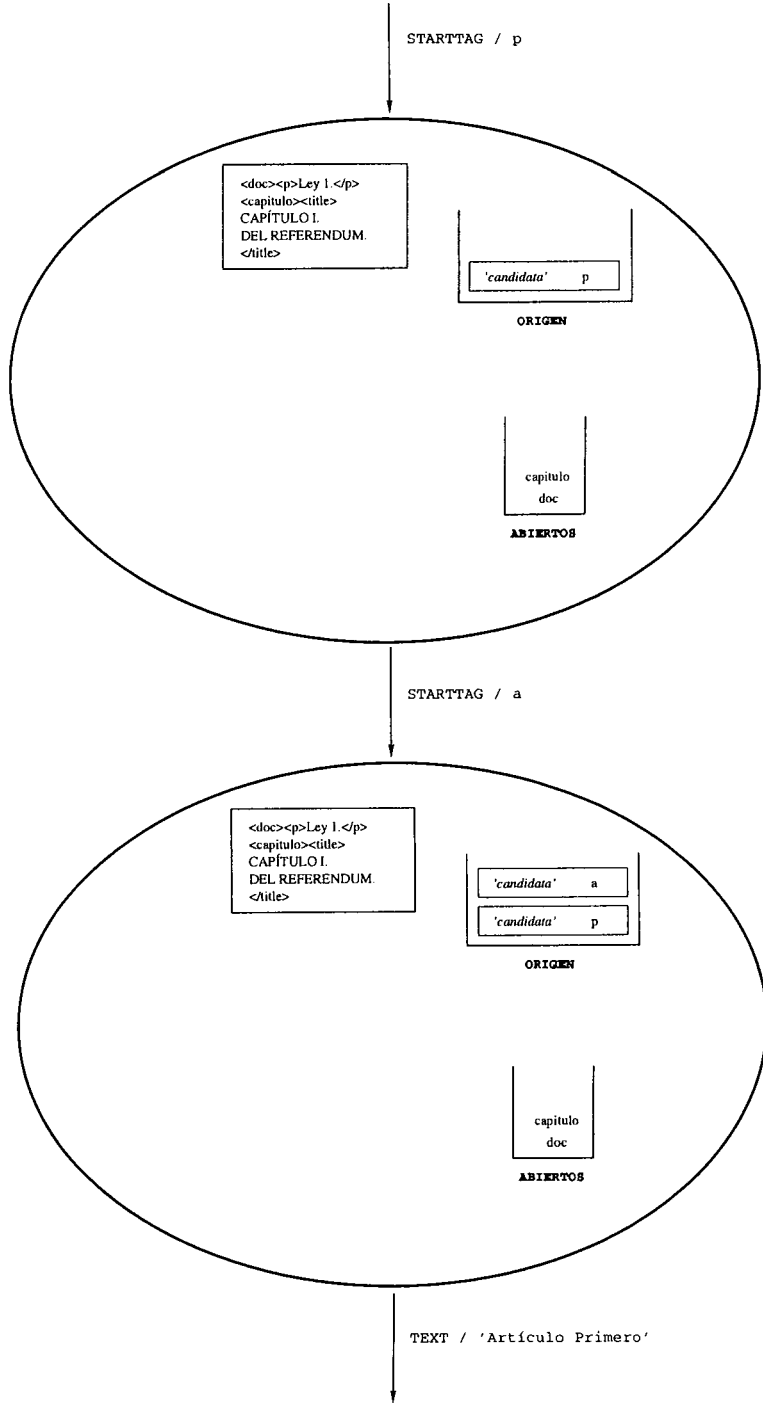 STARTTAG / p
<doc><p>Ley 1.</p>
<capitulo><title>
CAPÍTULO I.
DEL REFERENDUM.
</title>
'candidata' p
ORIGEN
capitulo
doc
ABIERTOS
STARTTAG / a
<doc><p>Ley 1.</p>
<capitulo><title>
CAPÍTULO I.
DEL REFERENDUM.
</title>
'candidata' a
'candidata' p
ORIGEN
capitulo
doc
ABIERTOS
TEXT / 'Artículo Primero'